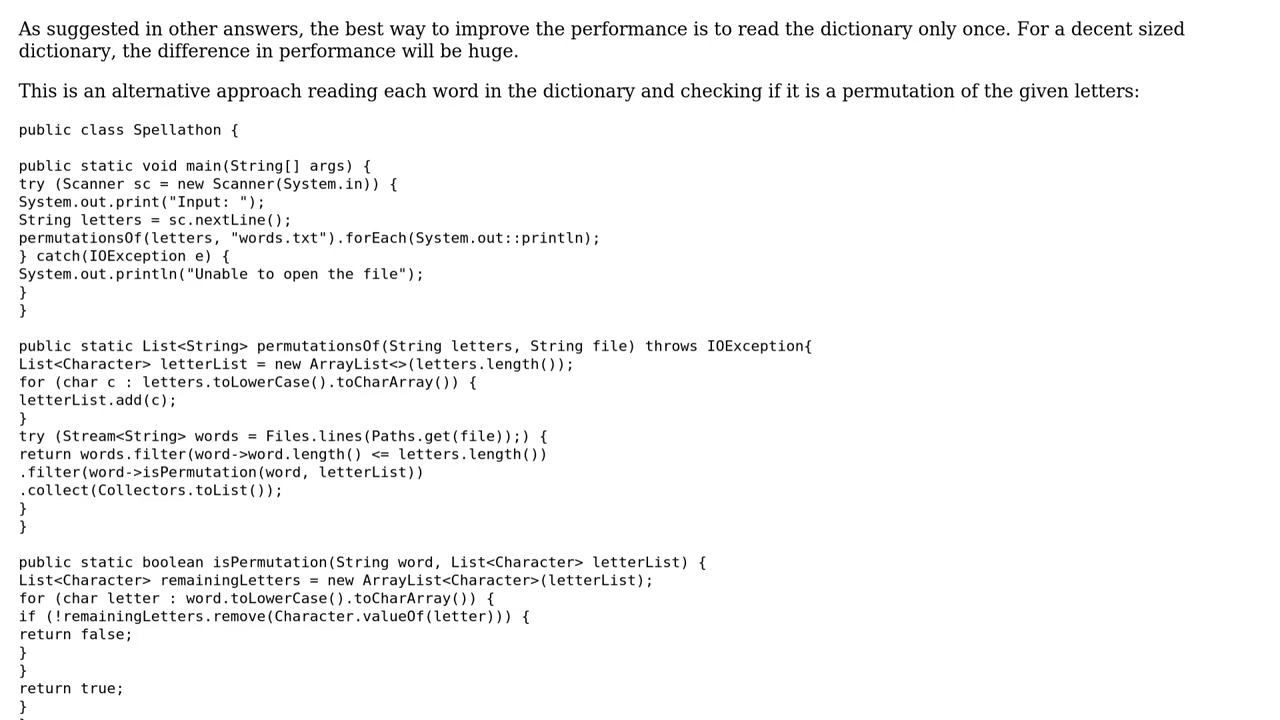 As suggested in other answers, the best way to improve the performance is to read the dictionary only once. For a decent sized
dictionary, the difference in performance will be huge.
This is an alternative approach reading each word in the dictionary and checking if it is a permutation of the given letters:
public class Spellathon {
public static void main(String[] args) {
try (Scanner sc = new Scanner(System.in)) {
System.out.print("Input: ");
String letters = sc.nextLine();
permutationsOf(letters, "words.txt").forEach(System.out::println);
} catch(IOException e) {
System.out.println("Unable to open the file");
}
}
public static List<String> permutationsOf(String letters, String file) throws IOException{
List<Character> letterList = new ArrayList<>(letters.length());
for (char c : letters.toLowerCase().toCharArray()) {
letterList.add(c);
}
try (Stream<String> words = Files.lines(Paths.get(file));) {
return words.filter(word->word.length() <= letters.length())
.filter(word->isPermutation(word, letterList))
.collect(Collectors.toList());
}
}
public static boolean isPermutation(String word, List<Character> letterList) {
List<Character> remainingLetters = new ArrayList<Character>(letterList);
for (char letter : word.toLowerCase().toCharArray()) {
if (!remainingLetters.remove(Character.valueOf(letter))) {
return false;
}
}
return true;
}